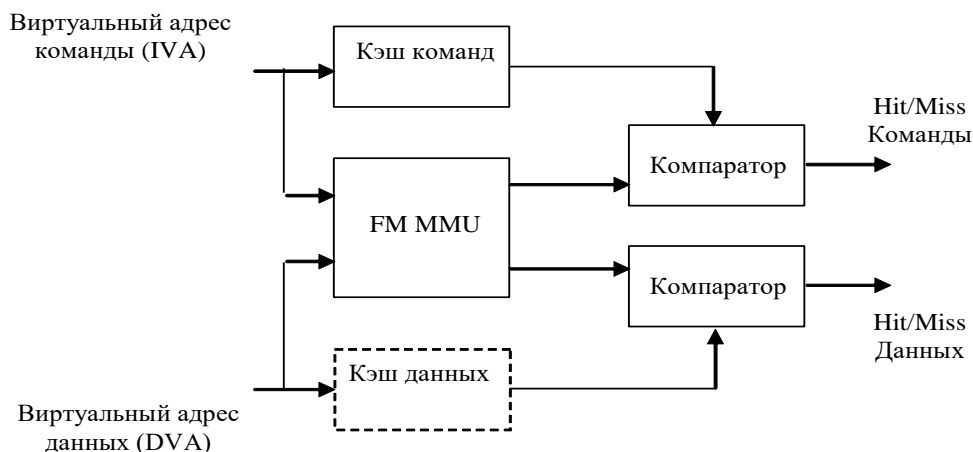 Виртуальный адрес
команды (IVA)
Кэш команд
Hit/Miss
Команды
Компаратор
FM MMU
Компаратор
Hit/Miss
Данных
Кэш данных
Виртуальный адрес
данных (DVA)